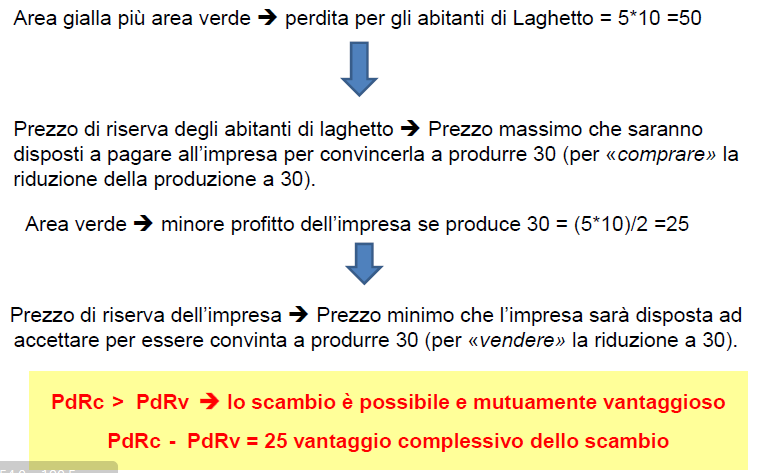 Area gialla più area verde ➔ perdita per gli abitanti di Laghetto = 5*10 =50
Prezzo di riserva degli abitanti di laghetto ➔ Prezzo massimo che saranno
disposti a pagare all'impresa per convincerla a produrre 30 (per «comprare» la
riduzione della produzione a 30).
Area verde ➔ minore profitto dell'impresa se produce 30 = (5*10)/2 =25
Prezzo di riserva dell'impresa ➔ Prezzo minimo che l'impresa sarà disposta ad
accettare per essere convinta a produrre 30 (per «vendere» la riduzione a 30).
PdRc > PdRv ➔ lo scambio è possibile e mutuamente vantaggioso
PdRc - PdRv = 25 vantaggio complessivo dello scambio